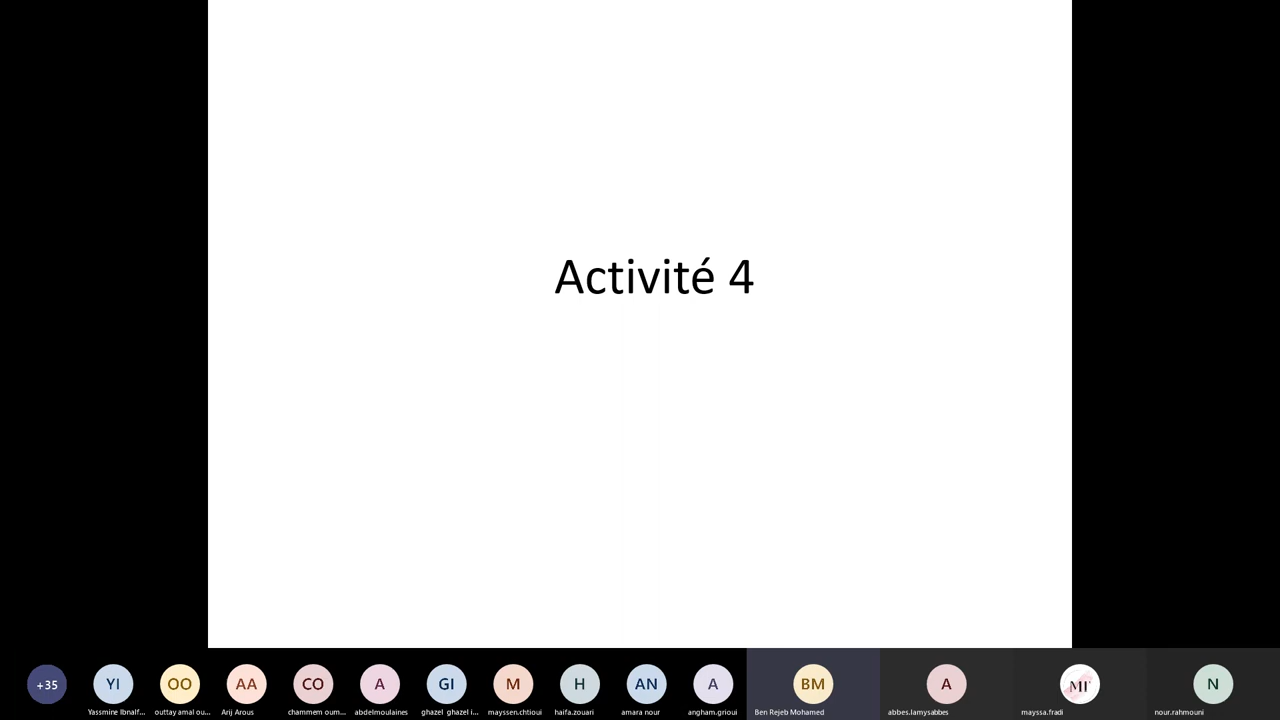 Activité 4
+35
YI
OO
AA
CO
A
GI
M
H
AN
A
BM
A
MF
N
Yassmine Ibnalf...
outtay amal ou...
Arij Arous
chammem oum...
abdelmoulaines
ghazel ghazel i...
mayssen.chtioui
haifa.zouari
amara nour
angham.grioui
Ben Rejeb Mohamed
abbes.lamysabbes
mayssa.fradi
nour.rahmouni